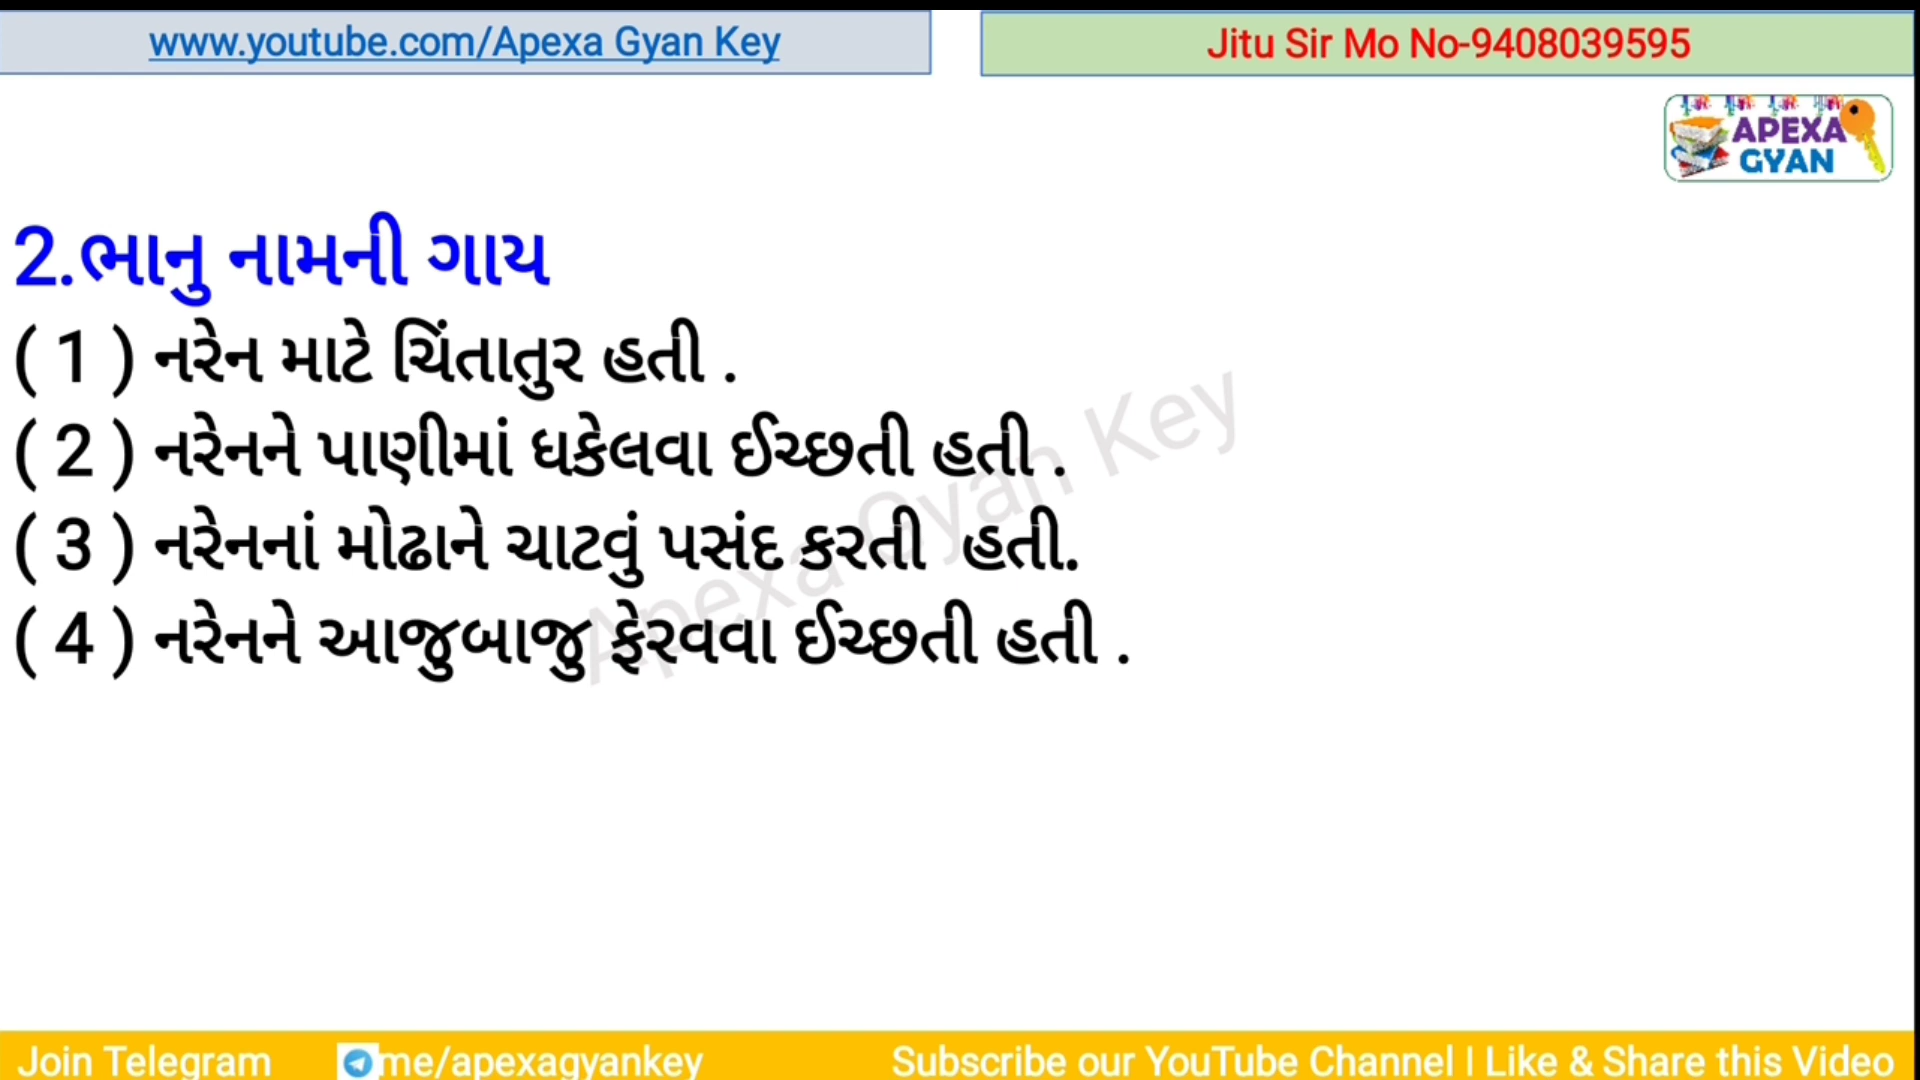 www.youtube.com/Apexa Gyan Key
Jitu Sir Mo No-9408039595
APEXA
GYAN
2.ભાનુ નામની ગાય
( 1 ) નરેન માટે ચિંતાતુર હતી .
( 2 ) નરેનને પાણીમાં ધકેલવા ઈચ્છતી હતી .
( 3 ) નરેનનાં મોઢાને ચાટવું પસંદ કરતી હતી.
( 4 ) નરેનને આજુબાજુ ફેરવવા ઈચ્છતી હતી .
Apexa Gyan Key
Join Telegram me/apexagyankey Subscribe our YouTube Channel I Like & Share this Video